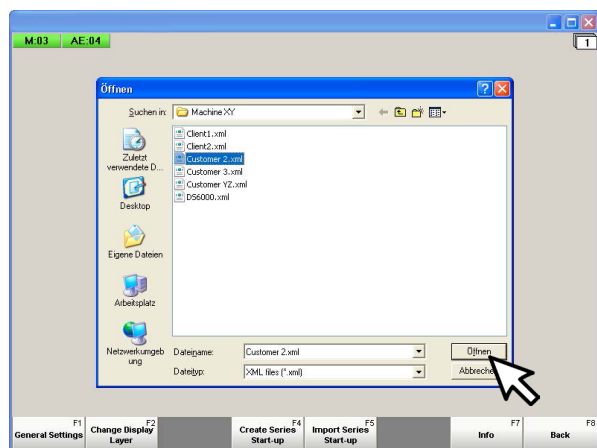 M:03 AE:04
1
Öffnen
Suchen in: Machine XY
Client1.xml
Client2.xml
Customer 2.xml
Customer 3.xml
Customer YZ.xml
DS6000.xml
Zuletzt
verwendete D...
Desktop
Eigene Dateien
Arbeitsplatz
Netzwerkumgeb
ung
Dateiname: Customer 2.xml Öffnen
Dateityp: XML files (*.xml) Abbrechen
F1 F2 F4 F5 F7 F8
General Settings Change Display Layer Create Series Start-up Import Series Start-up Info Back